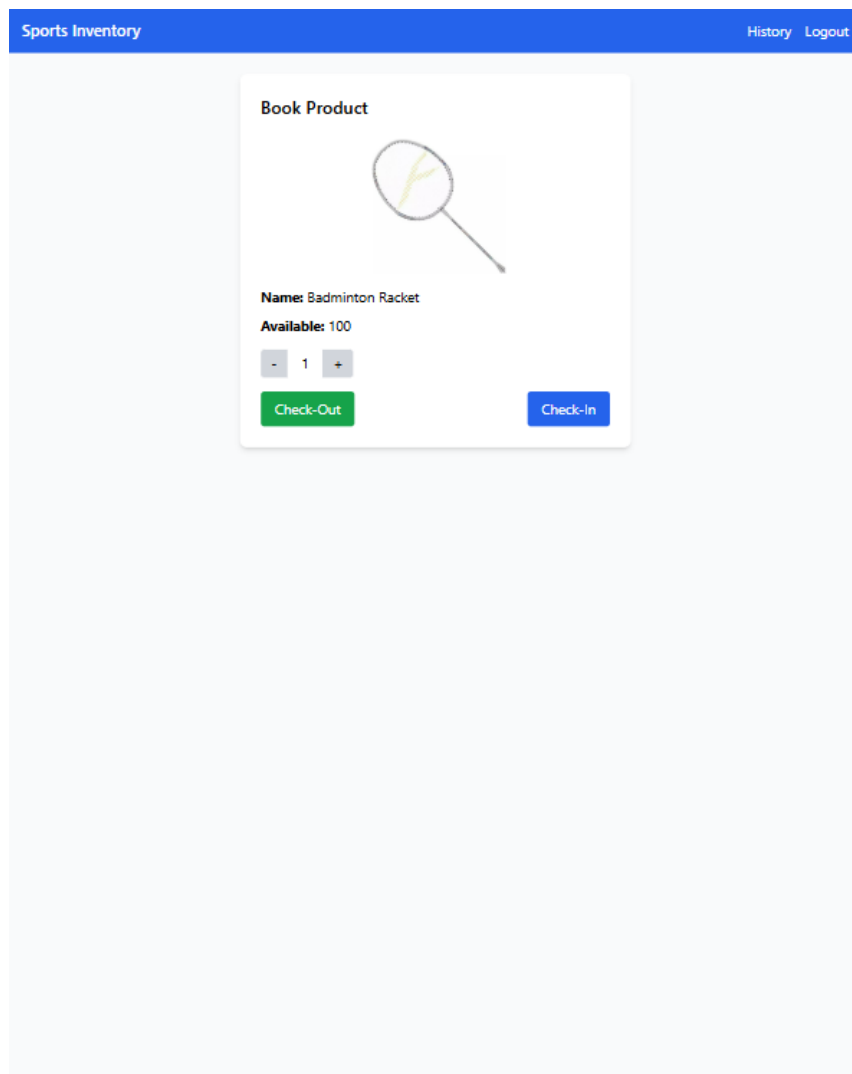 Sports Inventory
History Logout
Book Product
Name: Badminton Racket
Available: 100
- 1 +
Check-Out
Check-In